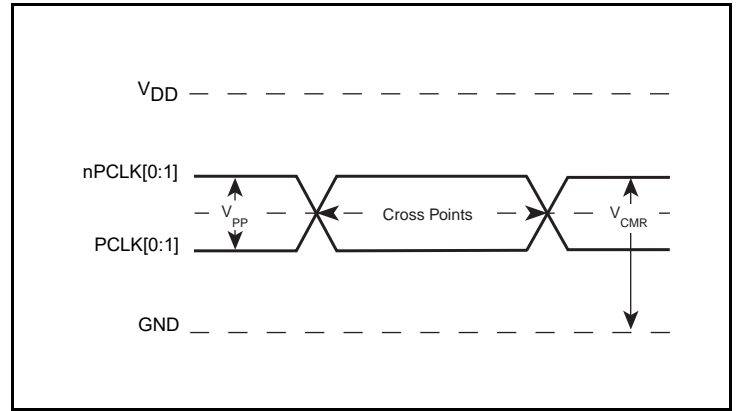 VDD
nPCLK[0:1]
VPP
Cross Points
VCMR
PCLK[0:1]
GND